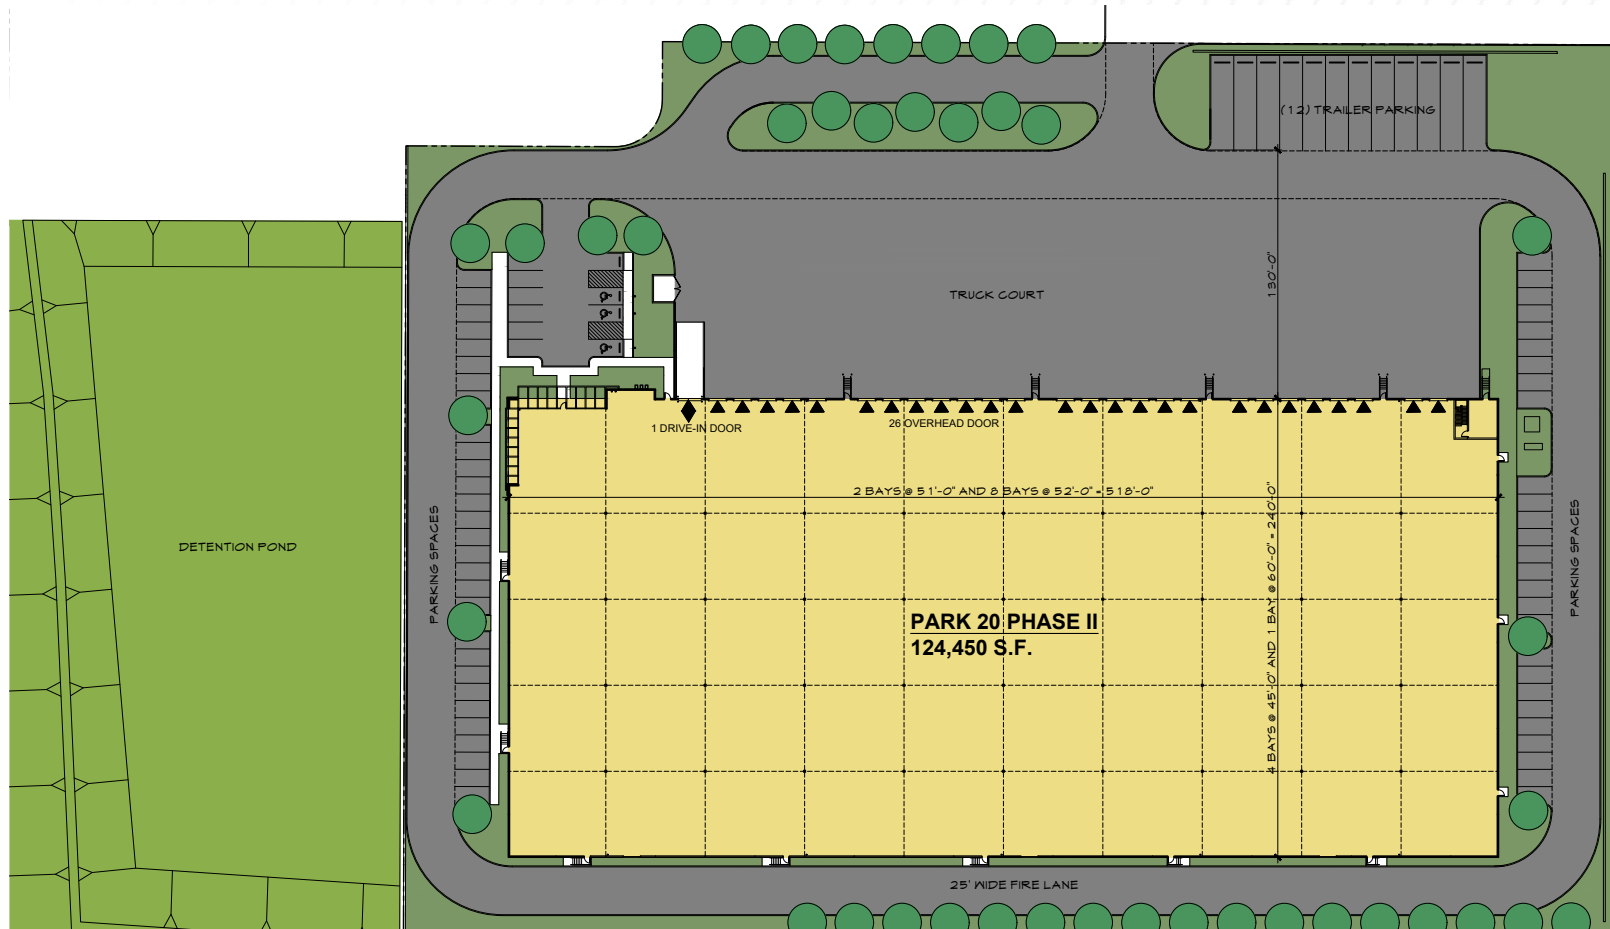 (12) TRAILER PARKING
130'-0"
TRUCK COURT
1 DRIVE-IN DOOR
26 OVERHEAD DOOR
2 BAYS @ 51'-0" AND 8 BAYS @ 52'-0" = 518'-0"
4 BAYS @ 45'-0" AND 1 BAY @ 60'-0" = 240'-0"
DETENTION POND
PARKING SPACES
PARKING SPACES
PARK 20 PHASE II
124,450 S.F.
25' WIDE FIRE LANE